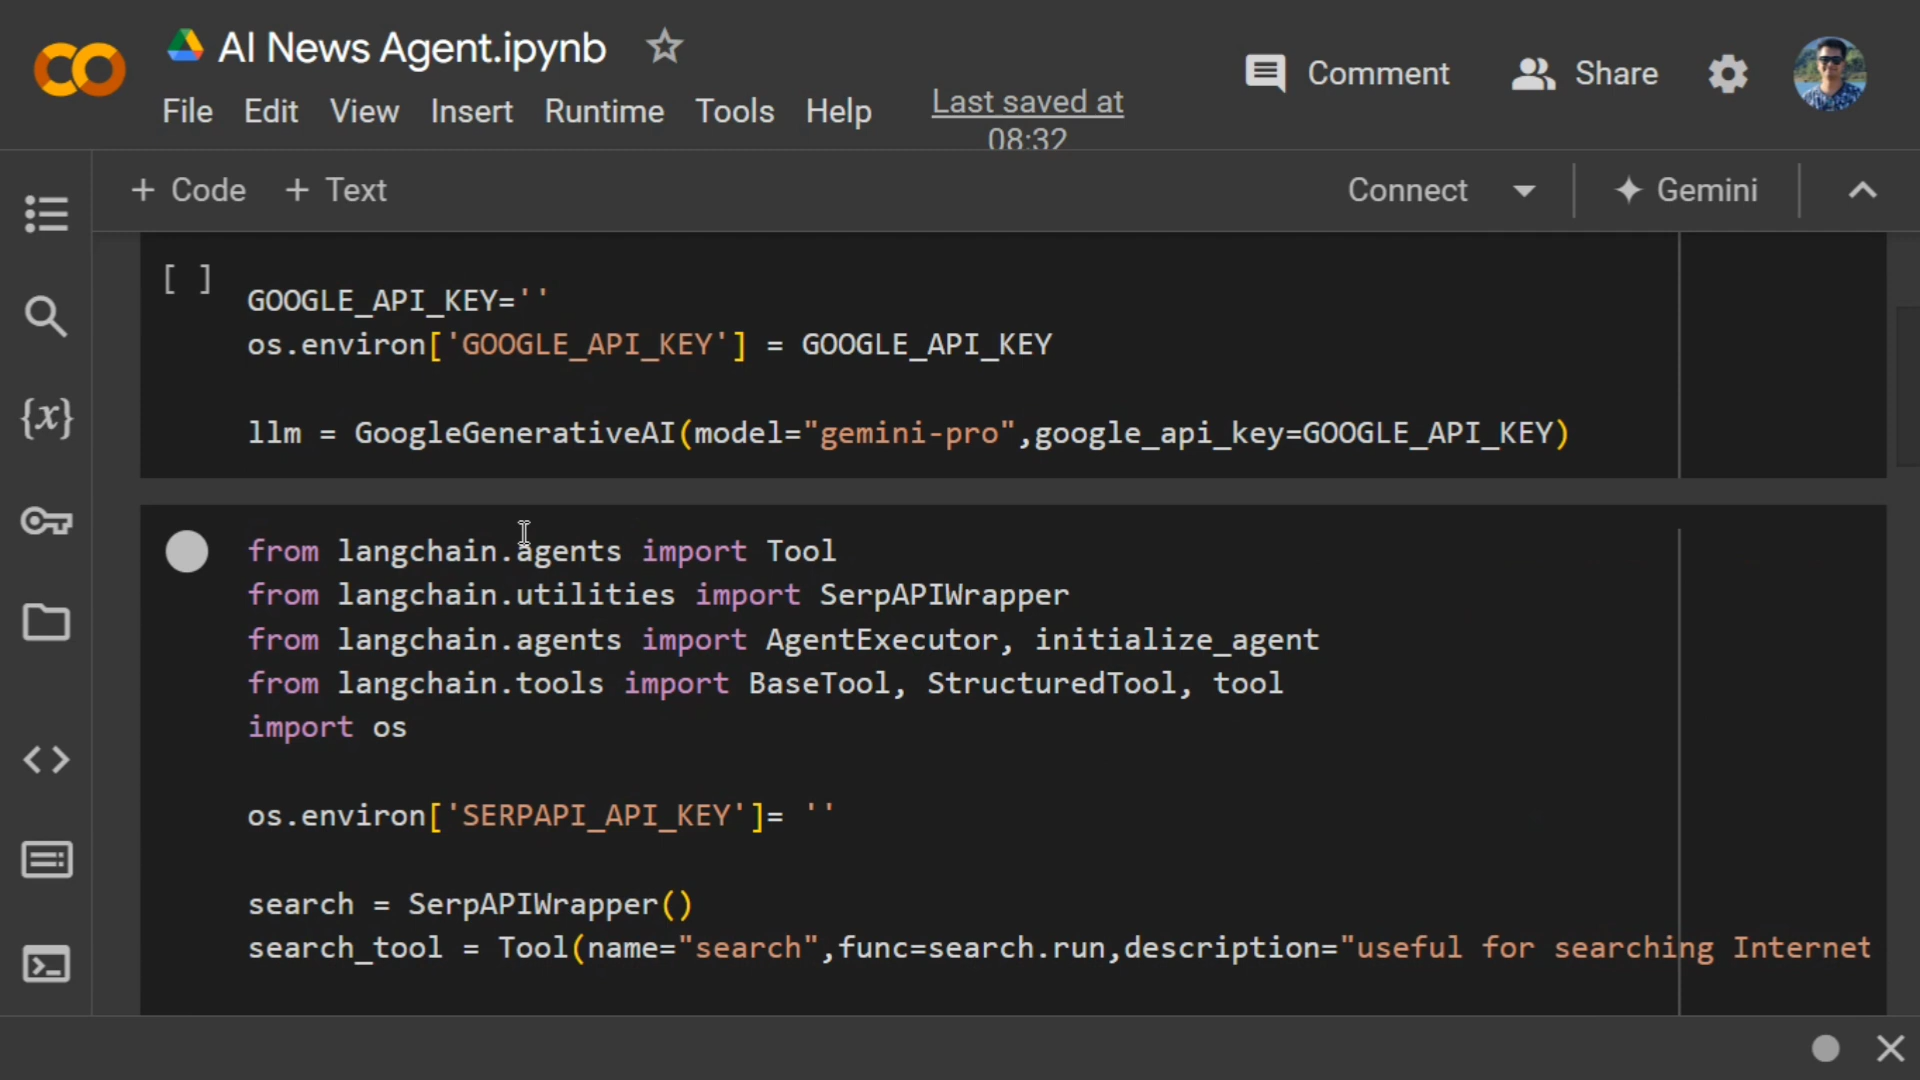 AI News Agent.ipynb
File Edit View Insert Runtime Tools Help
Last saved at
08:32
Comment Share
+ Code + Text
Connect
Gemini
[ ]
GOOGLE_API_KEY=''
os.environ['GOOGLE_API_KEY'] = GOOGLE_API_KEY
llm = GoogleGenerativeAI(model="gemini-pro",google_api_key=GOOGLE_API_KEY)
{x}
from langchain.agents import Tool
from langchain.utilities import SerpAPIWrapper
from langchain.agents import AgentExecutor, initialize_agent
from langchain.tools import BaseTool, StructuredTool, tool
import os
os.environ['SERPAPI_API_KEY']= ''
search = SerpAPIWrapper()
search_tool = Tool(name="search",func=search.run,description="useful for searching Internet